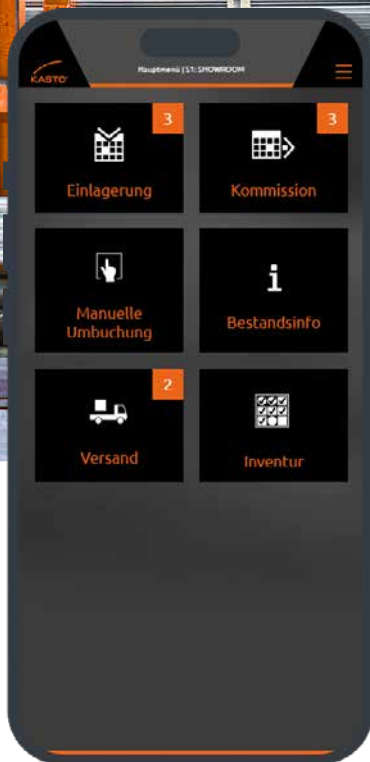 KASTO
Hauptmenü | S1: SHOWROOM
3
Einlagerung
3
Kommission
Manuelle
Umbuchung
i
Bestandsinfo
2
Versand
Inventur